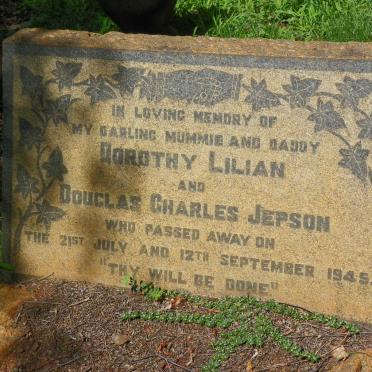 IN LOVING MEMORY OF
MY DARLING MUMMIE AND DADDY
DOROTHY LILIAN
AND
DOUGLAS CHARLES JEPSON
WHO PASSED AWAY ON
THE 21ST JULY AND 12TH SEPTEMBER 1945.
"THY WILL BE DONE"